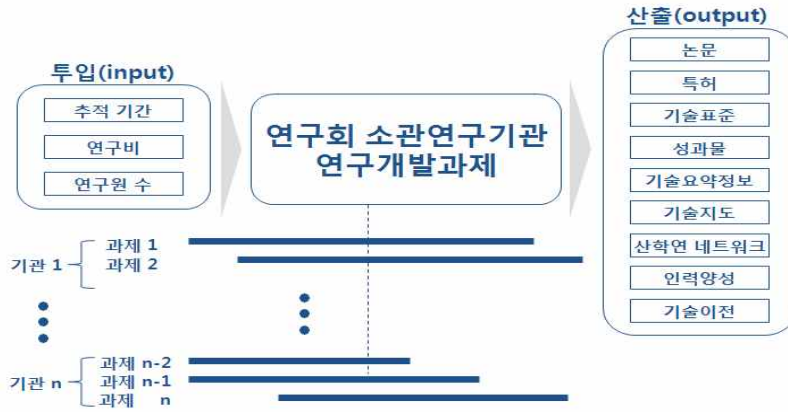 산출(output)
투입(input)
추적 기간
연구비
연구원 수
연구회 소관연구기관
연구개발과제
논문
특허
기술표준
성과물
기술요약정보
기술지도
산학연 네트워크
인력양성
기술이전
기관 1
과제 1
과제 2
기관 n
과제 n-2
과제 n-1
과제 n